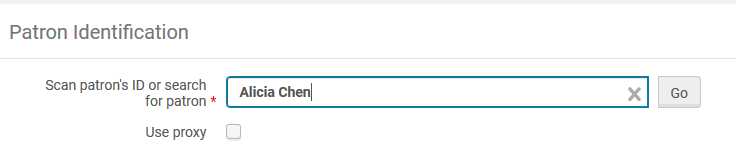 Patron Identification
Scan patron's ID or search
for patron *
Alicia Chen
Go
Use proxy